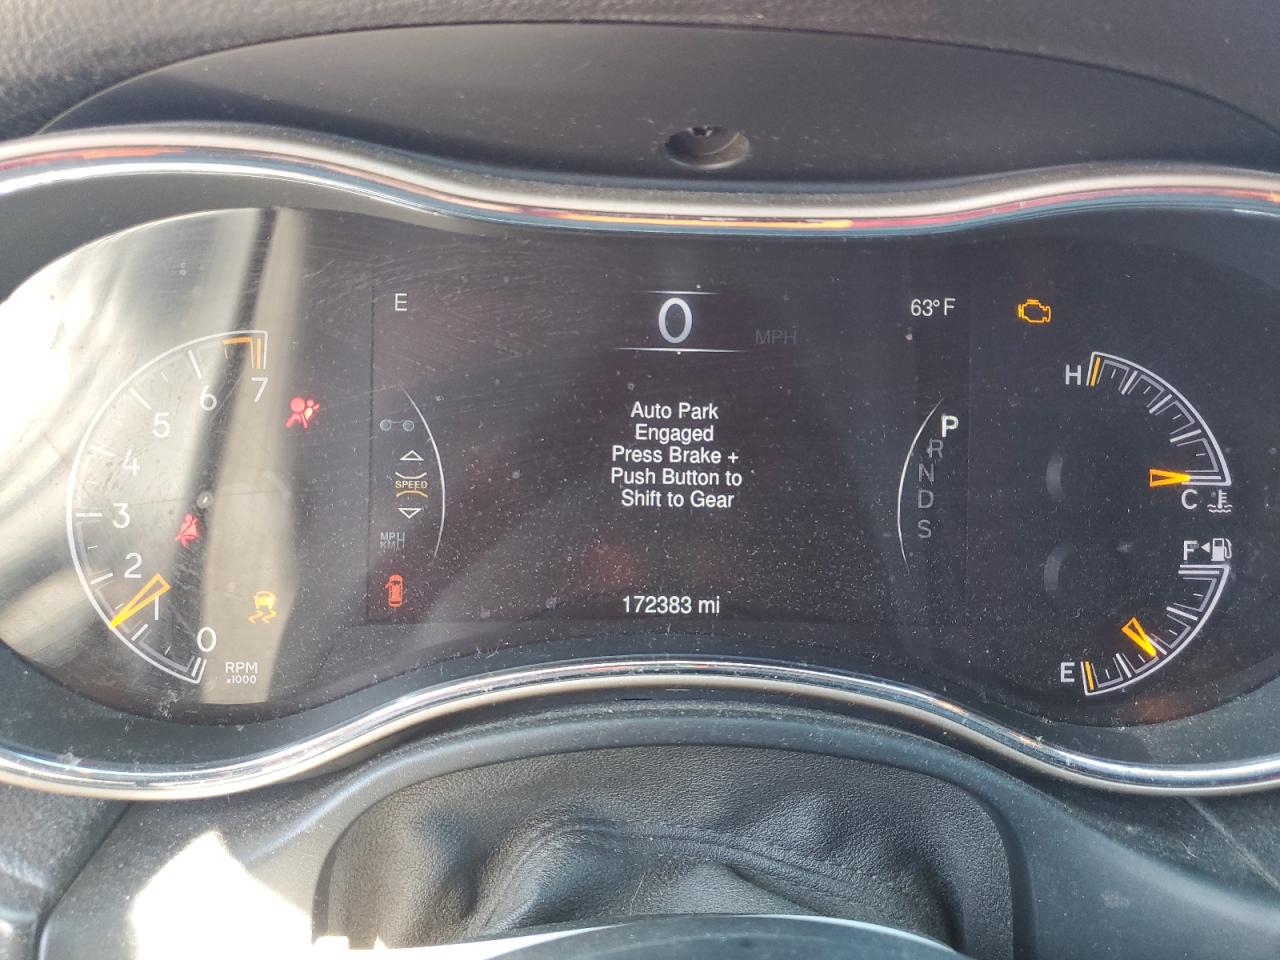 E
0
MPH
63°F
7
6
5
4
3
2
1
0
RPM
x1000
SPEED
MPH
KM/H
Auto Park
Engaged
Press Brake +
Push Button to
Shift to Gear
172383 mi
P
R
N
D
S
H
C
F
E